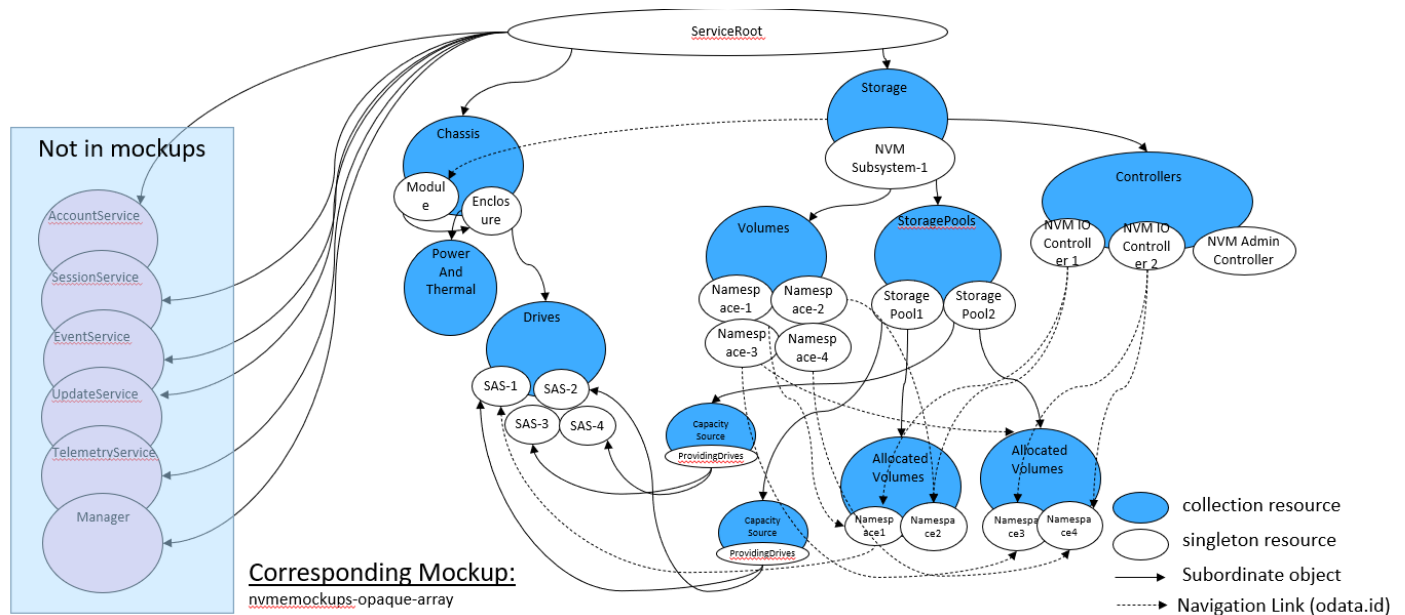 ServiceRoot
Not in mockups
AccountService
SessionService
EventService
UpdateService
TelemetryService
Manager
Chassis
Modul
e
Enclos
ure
Power
And
Thermal
Drives
SAS-1
SAS-2
SAS-3
SAS-4
Storage
NVM
Subsystem-1
Volumes
Namesp
ace-1
Namesp
ace-2
Namesp
ace-3
Namesp
ace-4
StoragePools
Storage
Pool1
Storage
Pool2
Controllers
NVM IO
Controll
er 1
NVM IO
Controll
er 2
NVM Admin
Controller
Capacity
Source
ProvidingDrives
Capacity
Source
ProvidingDrives
Allocated
Volumes
Namesp
ace1
Namespa
ce2
Allocated
Volumes
Namespa
ce3
Namespa
ce4
collection resource
singleton resource
Subordinate object
Navigation Link (odata.id)
Corresponding Mockup:
nvmemockups-opaque-array